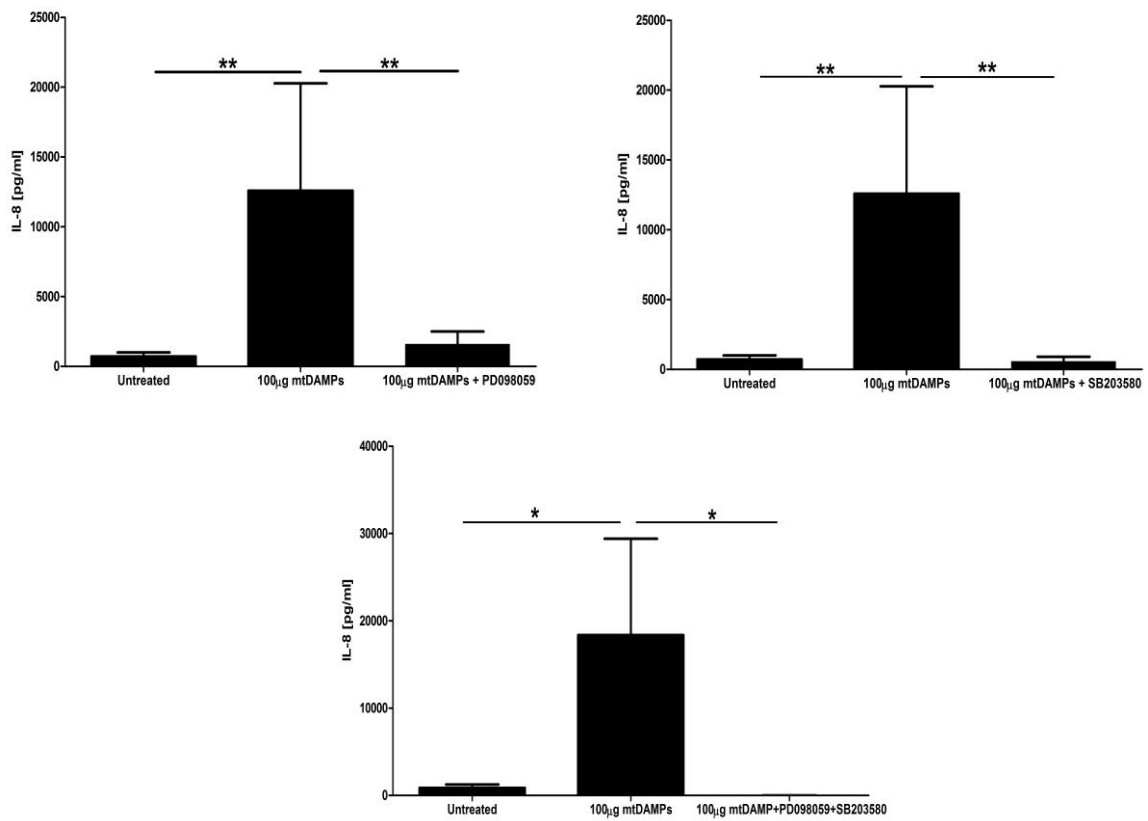 25000
20000
15000
10000
5000
0
IL-8 [pg/ml]
**
**
Untreated
100µg mtDAMPs
100µg mtDAMPs + PD098059
25000
20000
15000
10000
5000
0
IL-8 [pg/ml]
**
**
Untreated
100µg mtDAMPs
100µg mtDAMPs + SB203580
40000
30000
20000
10000
0
IL-8 [pg/ml]
*
*
Untreated
100µg mtDAMPs
100µg mtDAMP+PD098059+SB203580